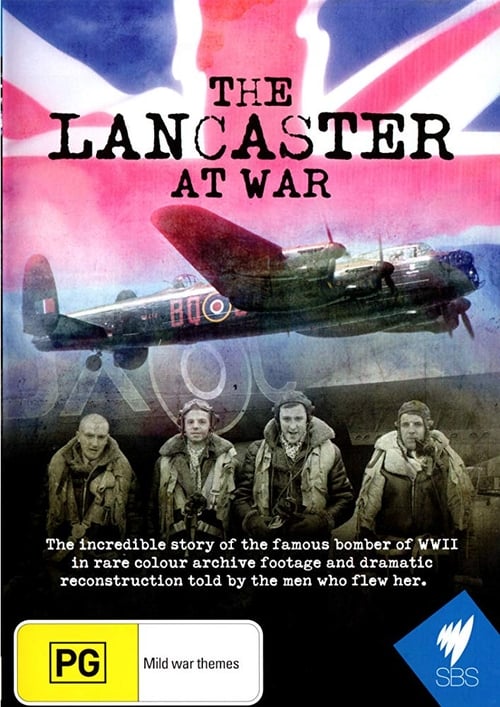 THE
LANCASTER
AT WAR
BQ
The incredible story of the famous bomber of WWII
in rare colour archive footage and dramatic
reconstruction told by the men who flew her.
PG
Mild war themes
SBS